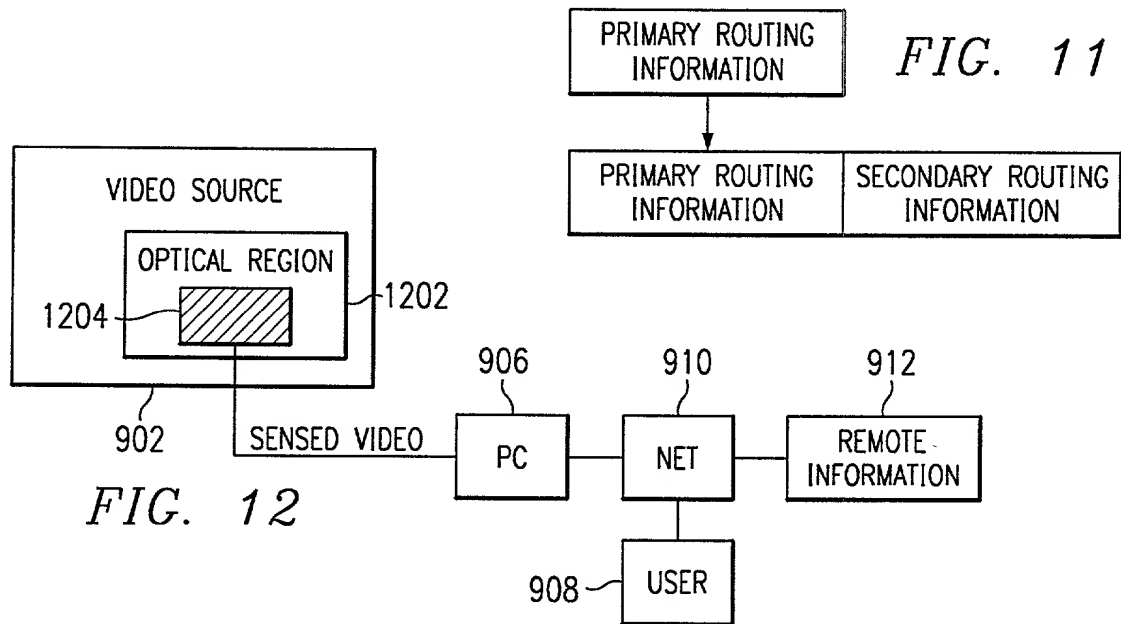 PRIMARY ROUTING
INFORMATION
FIG. 11
PRIMARY ROUTING
INFORMATION
SECONDARY ROUTING
INFORMATION
VIDEO SOURCE
OPTICAL REGION
1204
1202
902
SENSED VIDEO
906
PC
910
NET
912
REMOTE
INFORMATION
908
USER
FIG. 12